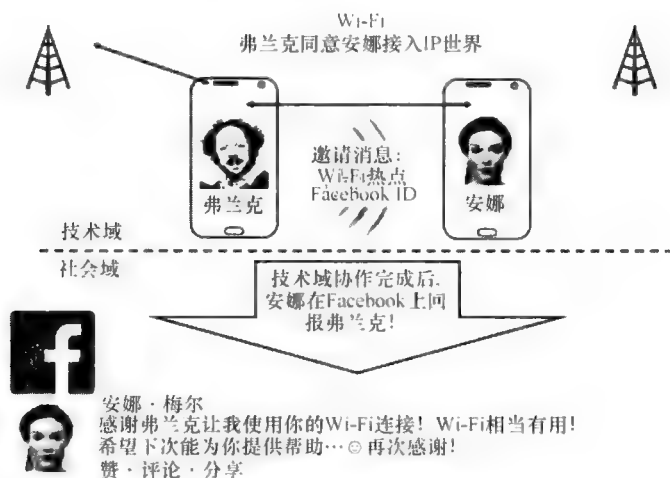 Wi-Fi
弗兰克同意安娜接入IP世界
邀请消息:
Wi-Fi热点
Facebook ID
弗兰克
安娜
技术域
社会域
技术域协作完成后,
安娜在Facebook上回
报弗兰克!
f
安娜·梅尔
感谢弗兰克让我使用你的Wi-Fi连接! Wi-Fi相当有用!
希望下次能为你提供帮助…☺再次感谢!
赞·评论·分享